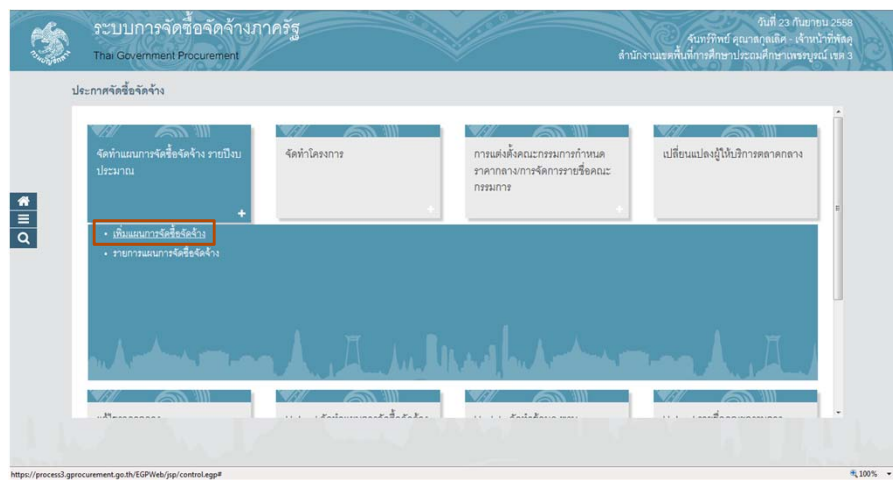 ระบบการจัดซื้อจัดจ้างภาครัฐ
Thai Government Procurement
วันที่ 23 กันยายน 2558
จันทร์ทิพย์ คุณาสกุลเลิศ - เจ้าหน้าที่พัสดุ
สำนักงานเขตพื้นที่การศึกษาประถมศึกษาเพชรบูรณ์ เขต 3
กรมบัญชีกลาง
ประกาศจัดซื้อจัดจ้าง
จัดทำแผนการจัดซื้อจัดจ้าง รายปีงบ
ประมาณ
จัดทำโครงการ
การแต่งตั้งคณะกรรมการกำหนด
ราคากลาง/การจัดการรายชื่อคณะ
กรรมการ
เปลี่ยนแปลงผู้ให้บริการตลาดกลาง
• เพิ่มแผนการจัดซื้อจัดจ้าง
• รายการแผนการจัดซื้อจัดจ้าง
https://process3.gprocurement.go.th/EGPWeb/jsp/control.egp#
100%